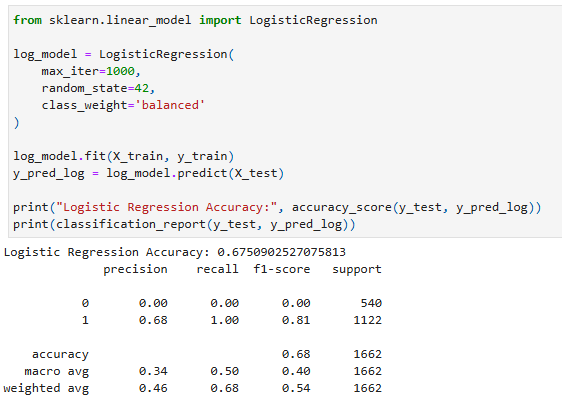 from sklearn.linear_model import LogisticRegression
log_model = LogisticRegression(
    max_iter=1000,
    random_state=42,
    class_weight='balanced'
)
log_model.fit(X_train, y_train)
y_pred_log = log_model.predict(X_test)
print("Logistic Regression Accuracy:", accuracy_score(y_test, y_pred_log))
print(classification_report(y_test, y_pred_log))
Logistic Regression Accuracy: 0.6750902527075813
              precision    recall  f1-score   support
           0       0.00      0.00      0.00       540
           1       0.68      1.00      0.81      1122
    accuracy                           0.68      1662
   macro avg       0.34      0.50      0.40      1662
weighted avg       0.46      0.68      0.54      1662